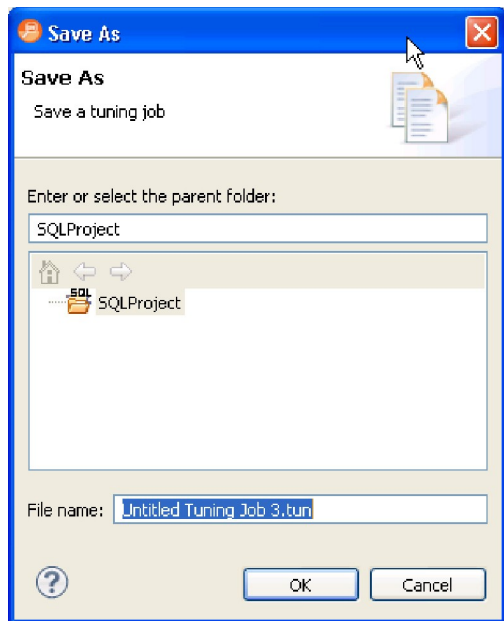 Save As
Save As
Save a tuning job
Enter or select the parent folder:
SQLProject
SQL
SQLProject
File name: Untitled Tuning Job 3.tun
?
OK Cancel